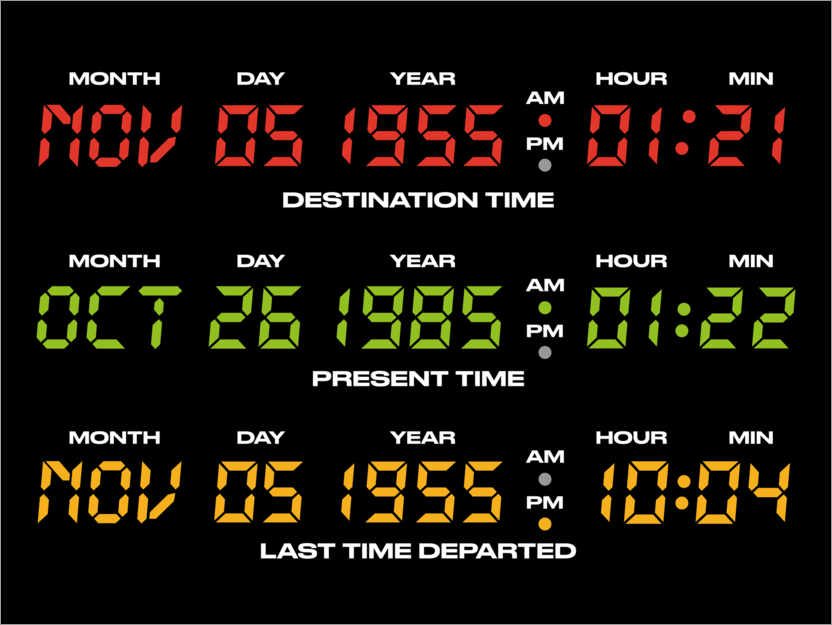 MONTH DAY YEAR HOUR MIN
NOV 05 1955 AM PM 01:21
DESTINATION TIME
MONTH DAY YEAR HOUR MIN
OCT 26 1985 AM PM 01:22
PRESENT TIME
MONTH DAY YEAR HOUR MIN
NOV 05 1955 AM PM 10:04
LAST TIME DEPARTED